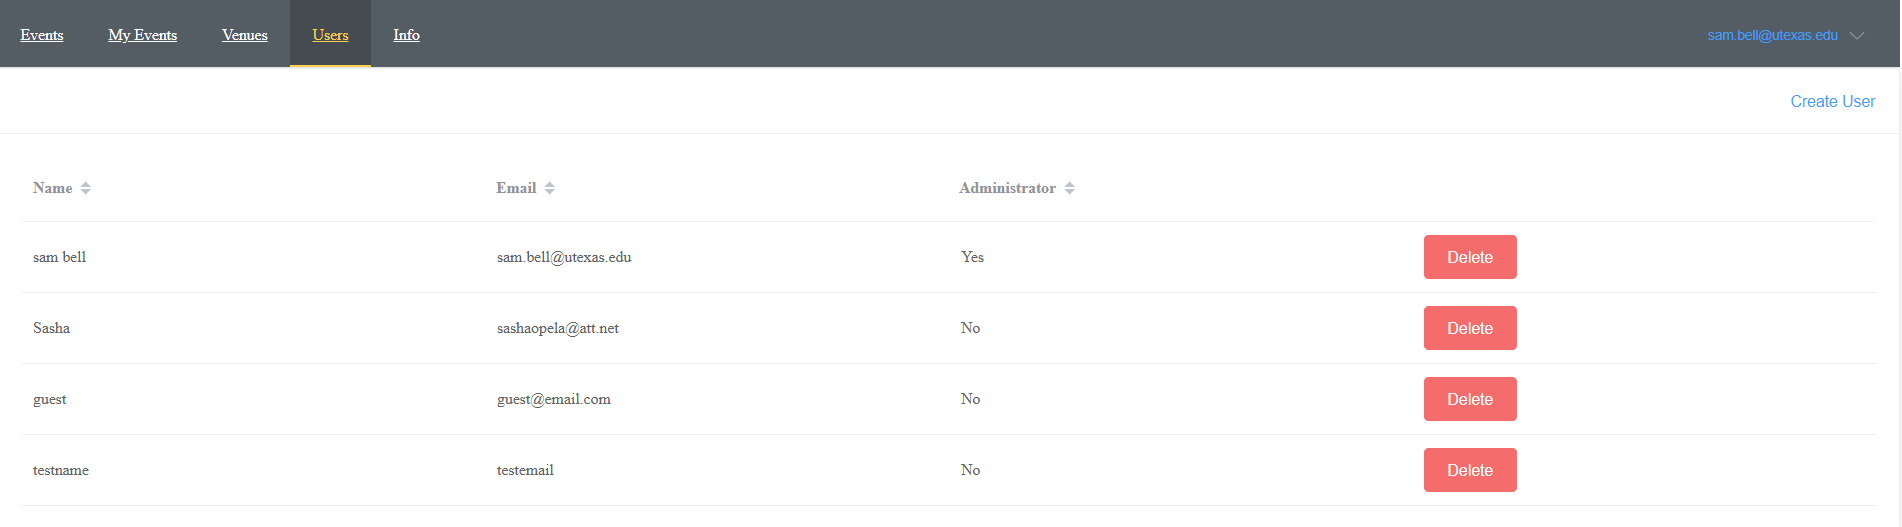 Events My Events Venues Users Info sam.bell@utexas.edu
Create User
Name Email Administrator
sam bell sam.bell@utexas.edu Yes Delete
Sasha sashaopela@att.net No Delete
guest guest@email.com No Delete
testname testemail No Delete